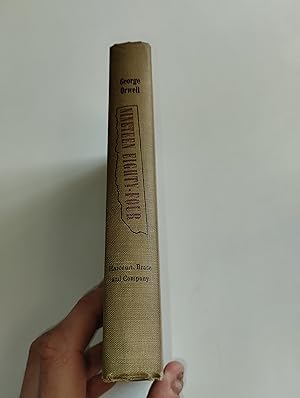 George
Orwell
NINETEEN EIGHTY-FOUR
Harcourt, Brace
and Company